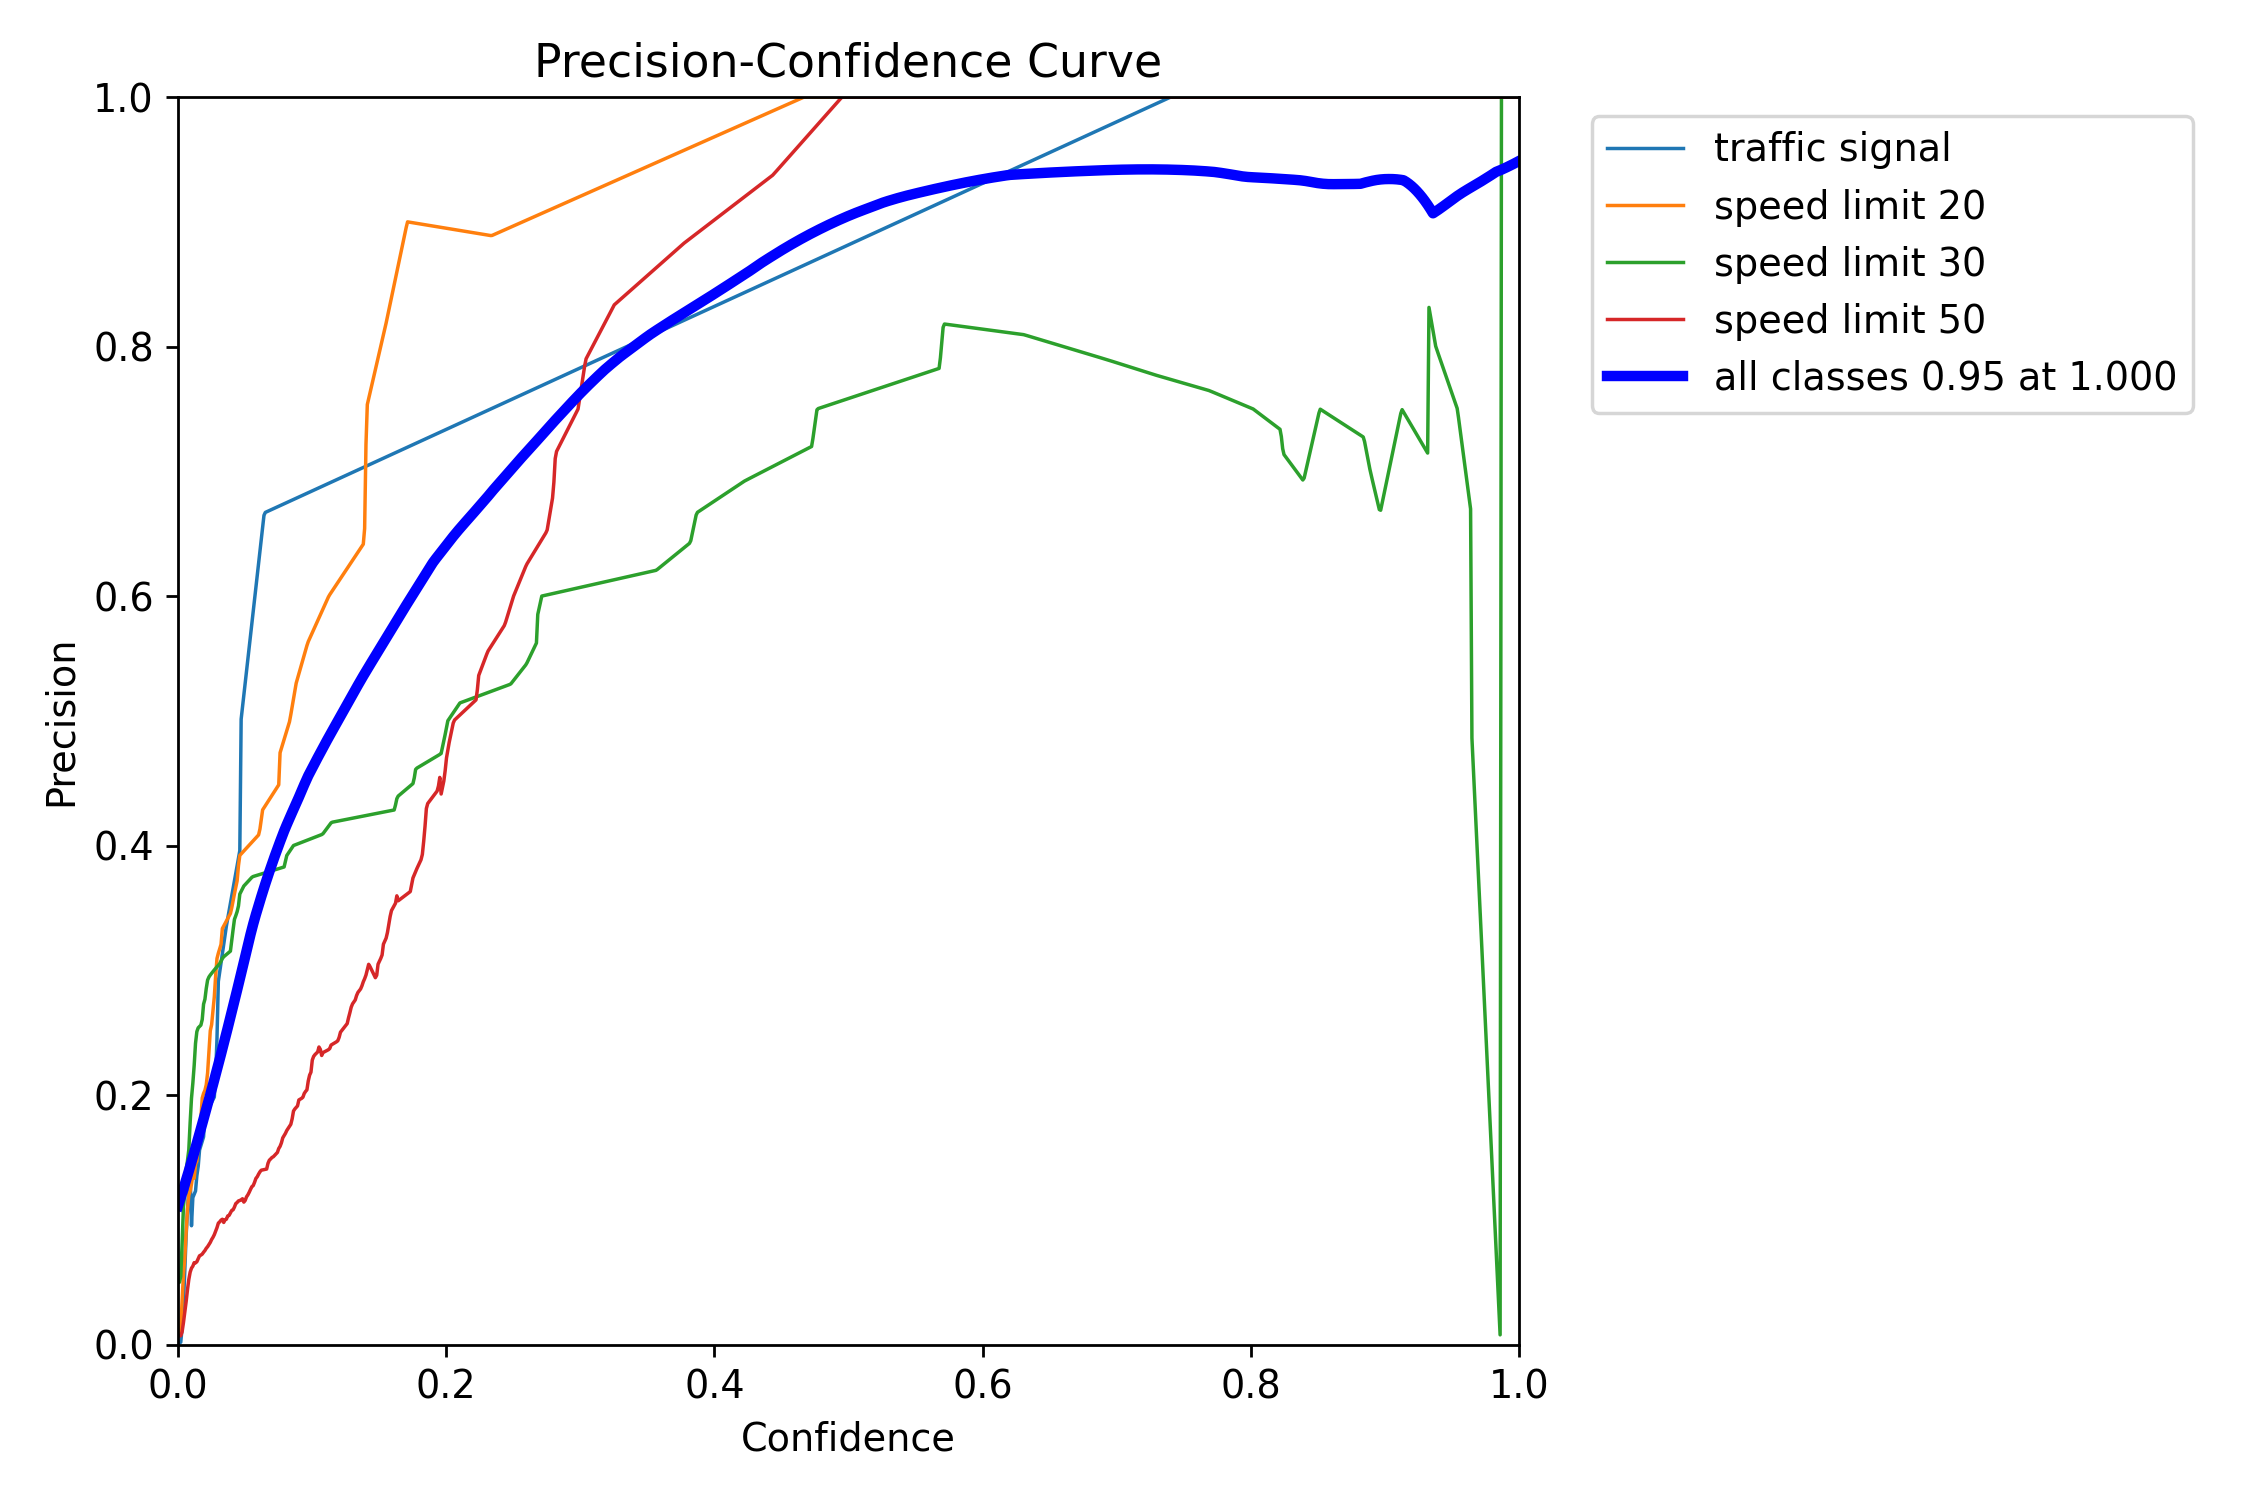 Precision-Confidence Curve
1.0
0.8
0.6
0.4
0.2
0.0
Precision
0.0 0.2 0.4 0.6 0.8 1.0
Confidence
traffic signal
speed limit 20
speed limit 30
speed limit 50
all classes 0.95 at 1.000